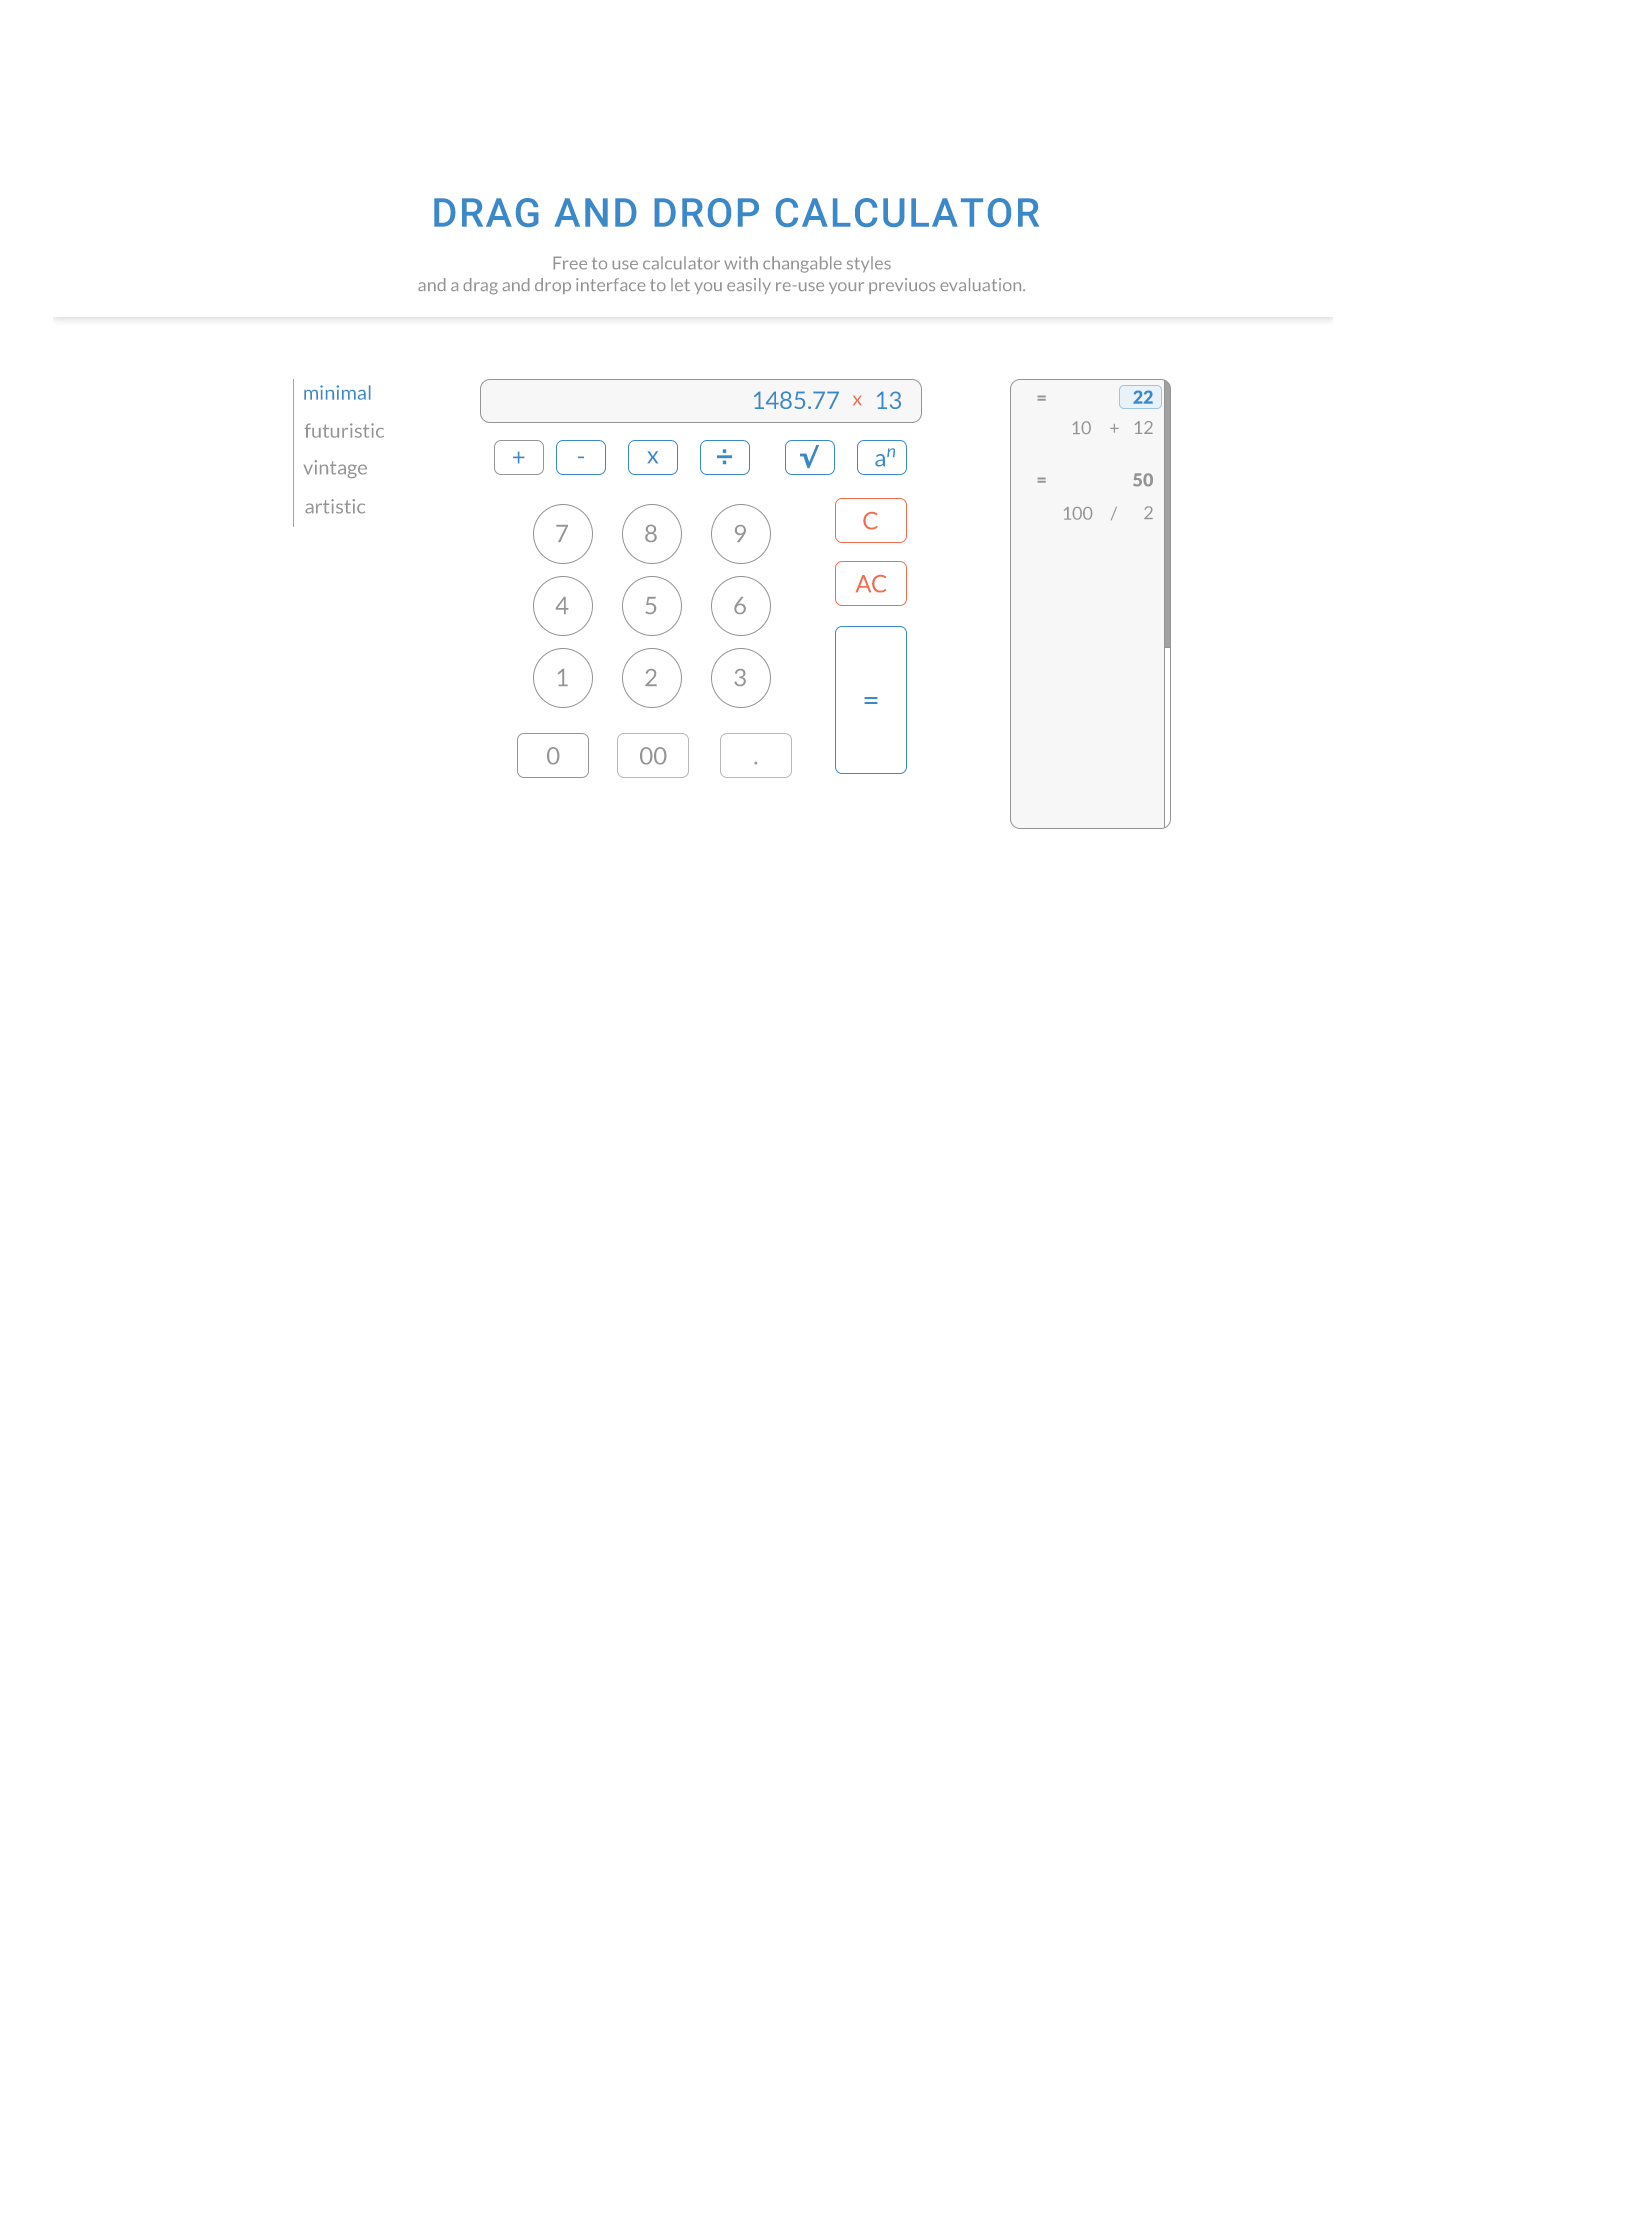 DRAG AND DROP CALCULATOR
Free to use calculator with changable styles
and a drag and drop interface to let you easily re-use your previuos evaluation.
minimal
futuristic
vintage
artistic
1485.77 x 13
+ - x ÷ √ aⁿ
7 8 9
4 5 6
1 2 3
0 00 .
C
AC
=
= 22
10 + 12
= 50
100 / 2